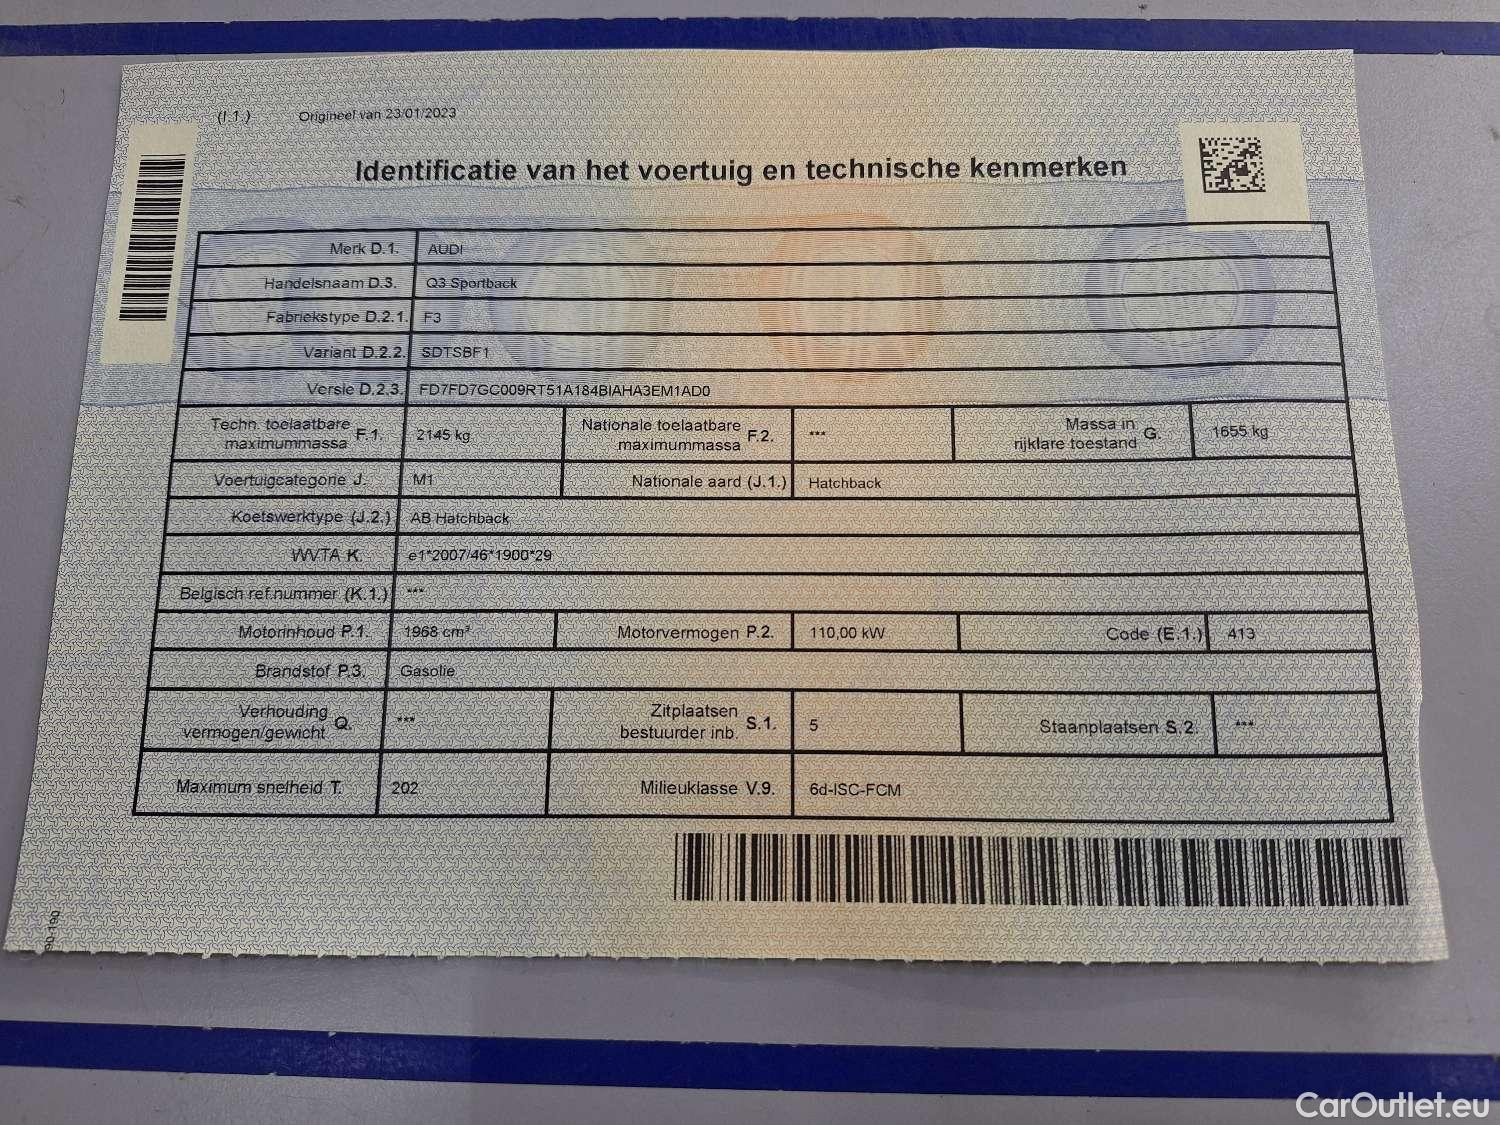 (I.1.) Origineel van 23/01/2023
Identificatie van het voertuig en technische kenmerken
Merk D.1. AUDI
Handelsnaam D.3. Q3 Sportback
Fabriekstype D.2.1. F3
Variant D.2.2. SDTSBF1
Versie D.2.3. FD7FD7GC009RT51A184BIAHA3EM1AD0
Techn. toelaatbare maximummassa F.1. 2145 kg Nationale toelaatbare maximummassa F.2. *** Massa in rijklare toestand G. 1655 kg
Voertuigcategorie J. M1 Nationale aard (J.1.) Hatchback
Koetswerktype (J.2.) AB Hatchback
WVTA K. e1*2007/46*1900*29
Belgisch ref.nummer (K.1.) ***
Motorinhoud P.1. 1968 cm³ Motorvermogen P.2. 110,00 kW Code (E.1.) 413
Brandstof P.3. Gasolie
Verhouding vermogen/gewicht Q. *** Zitplaatsen bestuurder inb. S.1. 5 Staanplaatsen S.2. ***
Maximum snelheid T. 202 Milieuklasse V.9. 6d-ISC-FCM
90-190
CarOutlet.eu